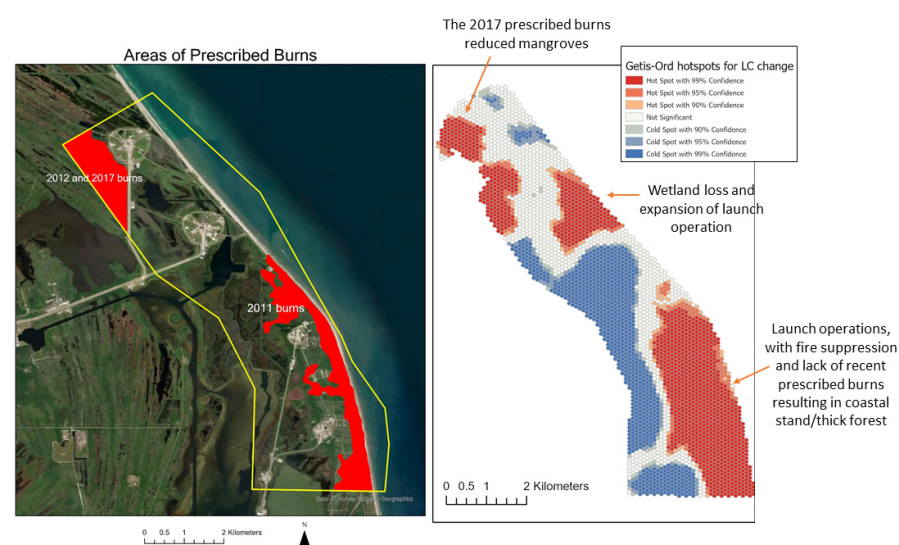 Areas of Prescribed Burns
2012 and 2017 burns
2011 burns
0 0.5 1 2 Kilometers
N
The 2017 prescribed burns
reduced mangroves
Getis-Ord hotspots for LC change
Hot Spot with 99% Confidence
Hot Spot with 95% Confidence
Hot Spot with 90% Confidence
Not Significant
Cold Spot with 90% Confidence
Cold Spot with 95% Confidence
Cold Spot with 99% Confidence
Wetland loss and
expansion of launch
operation
Launch operations,
with fire suppression
and lack of recent
prescribed burns
resulting in coastal
stand/thick forest
0 0.5 1 2 Kilometers